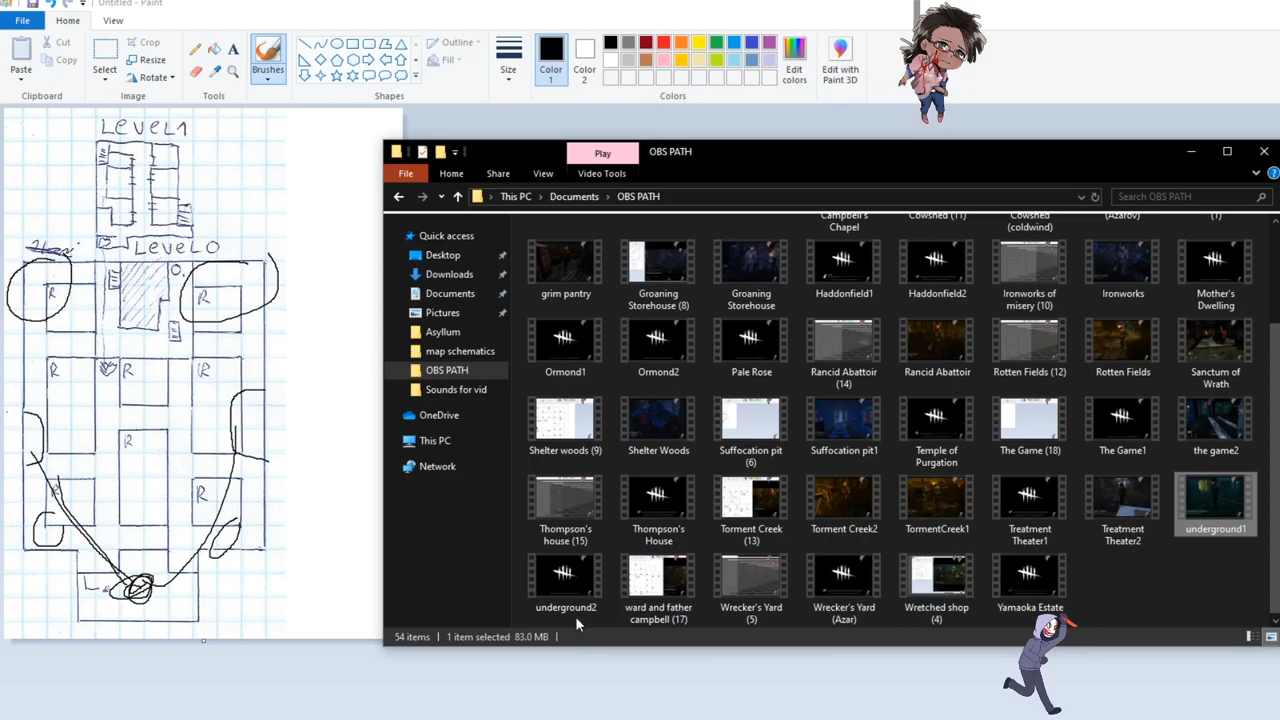 Untitled - Paint
File Home View
Paste
Cut
Copy
Clipboard
Select
Crop
Resize
Rotate
Image
A
Tools
Brushes
Outline
Fill
Shapes
Size
Color 1
Color 2
Edit colors
Colors
Edit with Paint 3D
LEVEL1
LEVEL0
R
R
R
R
R
R
R
R
L
Play
OBS PATH
File Home Share View Video Tools
This PC > Documents > OBS PATH
Search OBS PATH
Quick access
Desktop
Downloads
Documents
Pictures
Asyllum
map schematics
OBS PATH
Sounds for vid
OneDrive
This PC
Network
Campbell's Chapel
Cowshed (11)
Cowshed (coldwind)
(Azarov)
(1)
grim pantry
Groaning Storehouse (8)
Groaning Storehouse
Haddonfield1
Haddonfield2
Ironworks of misery (10)
Ironworks
Mother's Dwelling
Ormond1
Ormond2
Pale Rose
Rancid Abattoir (14)
Rancid Abattoir
Rotten Fields (12)
Rotten Fields
Sanctum of Wrath
Shelter woods (9)
Shelter Woods
Suffocation pit (6)
Suffocation pit1
Temple of Purgation
The Game (18)
The Game1
the game2
Thompson's house (15)
Thompson's House
Torment Creek (13)
Torment Creek2
TormentCreek1
Treatment Theater1
Treatment Theater2
underground1
underground2
ward and father campbell (17)
Wrecker's Yard (5)
Wrecker's Yard (Azar)
Wretched shop (4)
Yamaoka Estate
54 items 1 item selected 83.0 MB